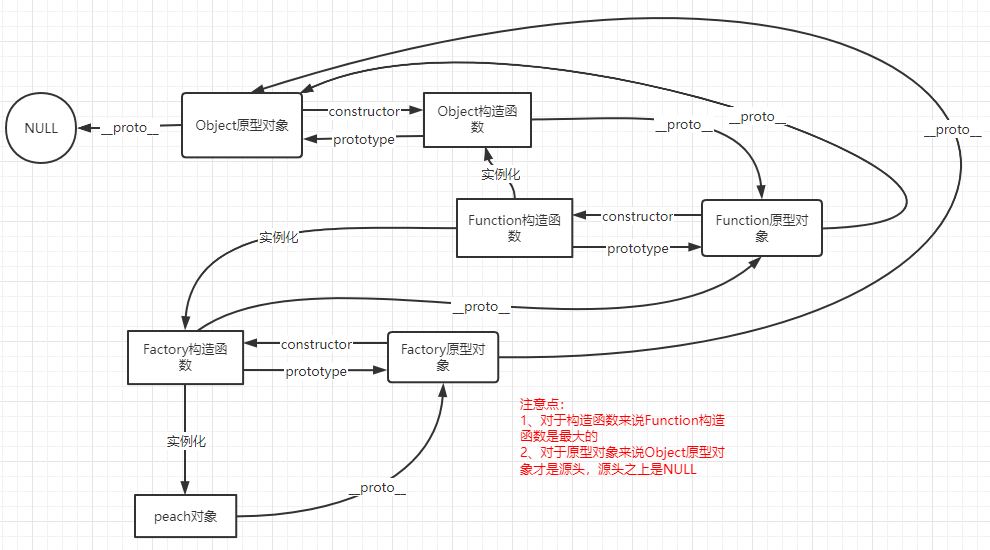 NULL
__proto__
Object原型对象
constructor
prototype
Object构造函
数
__proto__
__proto__
__proto__
实例化
Function构造函
数
constructor
prototype
Function原型对
象
实例化
__proto__
Factory构造函
数
constructor
prototype
Factory原型对
象
实例化
__proto__
peach对象
注意点：
1、对于构造函数来说Function构造
函数是最大的
2、对于原型对象来说Object原型对
象才是源头，源头之上是NULL